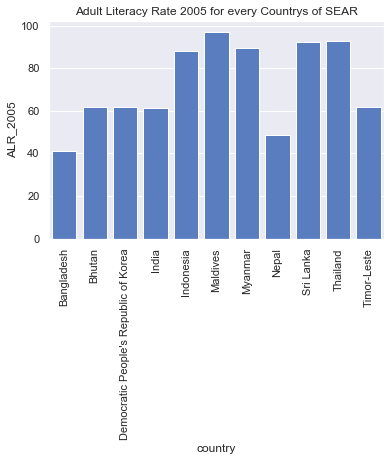 Adult Literacy Rate 2005 for every Countrys of SEAR
ALR_2005
100
80
60
40
20
0
Bangladesh
Bhutan
Democratic People's Republic of Korea
India
Indonesia
Maldives
Myanmar
Nepal
Sri Lanka
Thailand
Timor-Leste
country